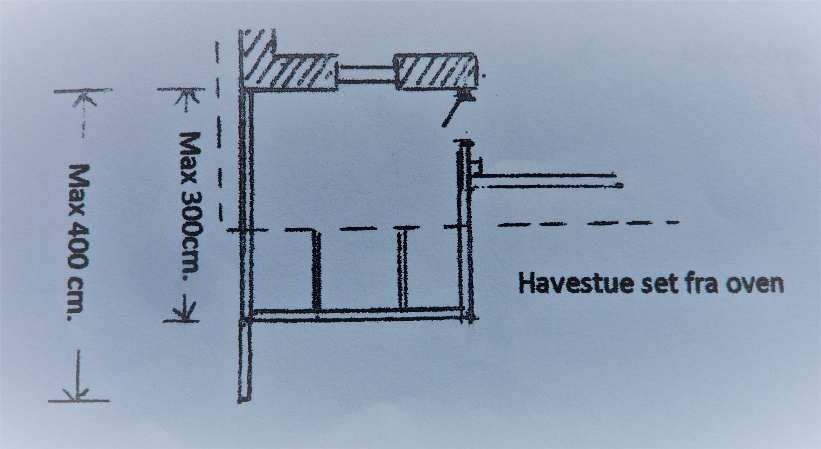 Max 400 cm.
Max 300cm.
Havestue set fra oven